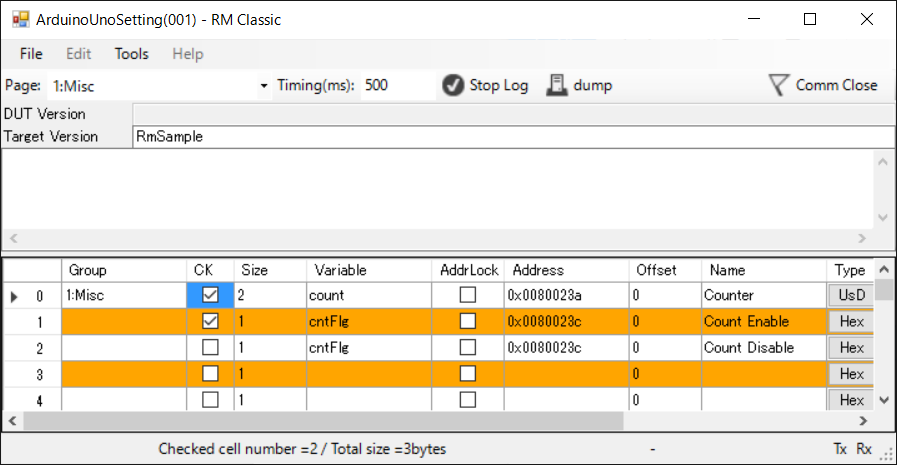 ArduinoUnoSetting(001) - RM Classic
File Edit Tools Help
Page: 1:Misc Timing(ms): 500 Stop Log dump Comm Close
DUT Version
Target Version RmSample
Group CK Size Variable AddrLock Address Offset Name Type
0 1:Misc 2 count 0x0080023a 0 Counter UsD
1 1 cntFlg 0x0080023c 0 Count Enable Hex
2 1 cntFlg 0x0080023c 0 Count Disable Hex
3 1 0 Hex
4 1 0 Hex
Checked cell number =2 / Total size =3bytes - Tx Rx